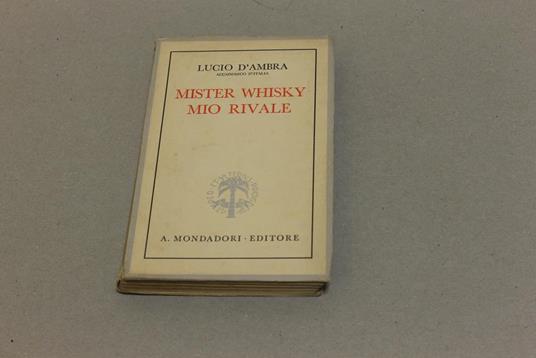 LUCIO D'AMBRA
ACCADEMICO D'ITALIA
MISTER WHISKY
MIO RIVALE
A. MONDADORI · EDITORE